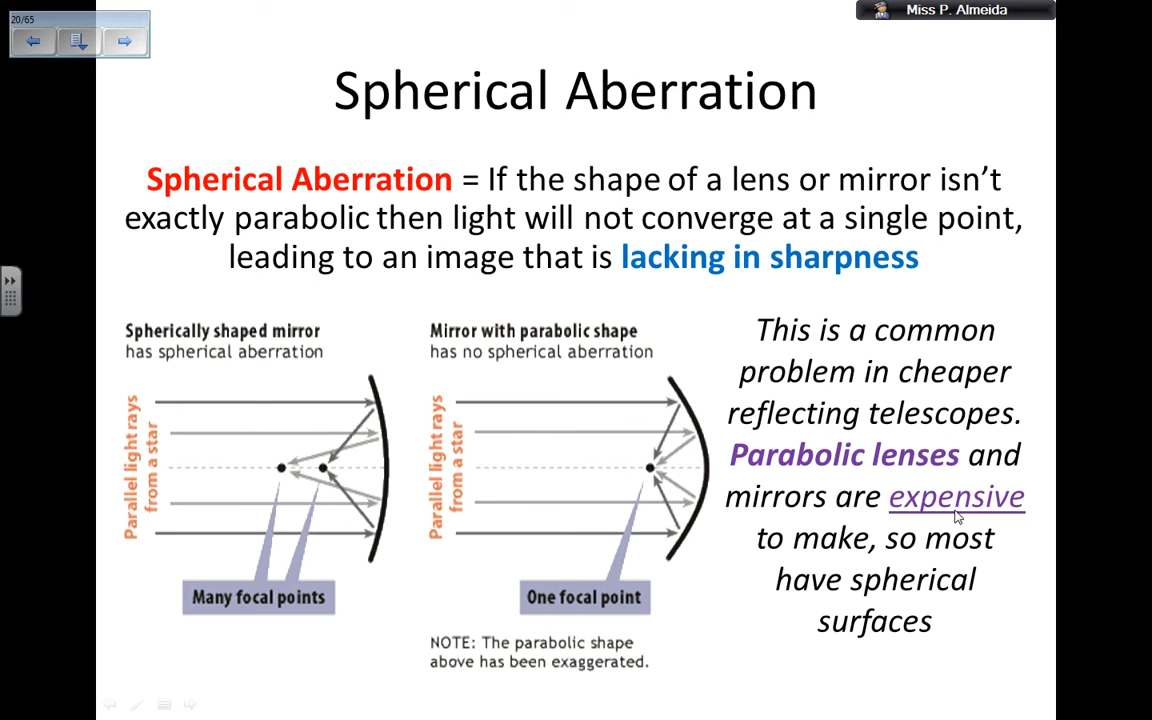 20/65
Miss P. Almeida
Spherical Aberration
Spherical Aberration = If the shape of a lens or mirror isn’t
exactly parabolic then light will not converge at a single point,
leading to an image that is lacking in sharpness
Spherically shaped mirror
has spherical aberration
Parallel light rays
from a star
Many focal points
Mirror with parabolic shape
has no spherical aberration
Parallel light rays
from a star
One focal point
NOTE: The parabolic shape
above has been exaggerated.
This is a common
problem in cheaper
reflecting telescopes.
Parabolic lenses and
mirrors are expensive
to make, so most
have spherical
surfaces